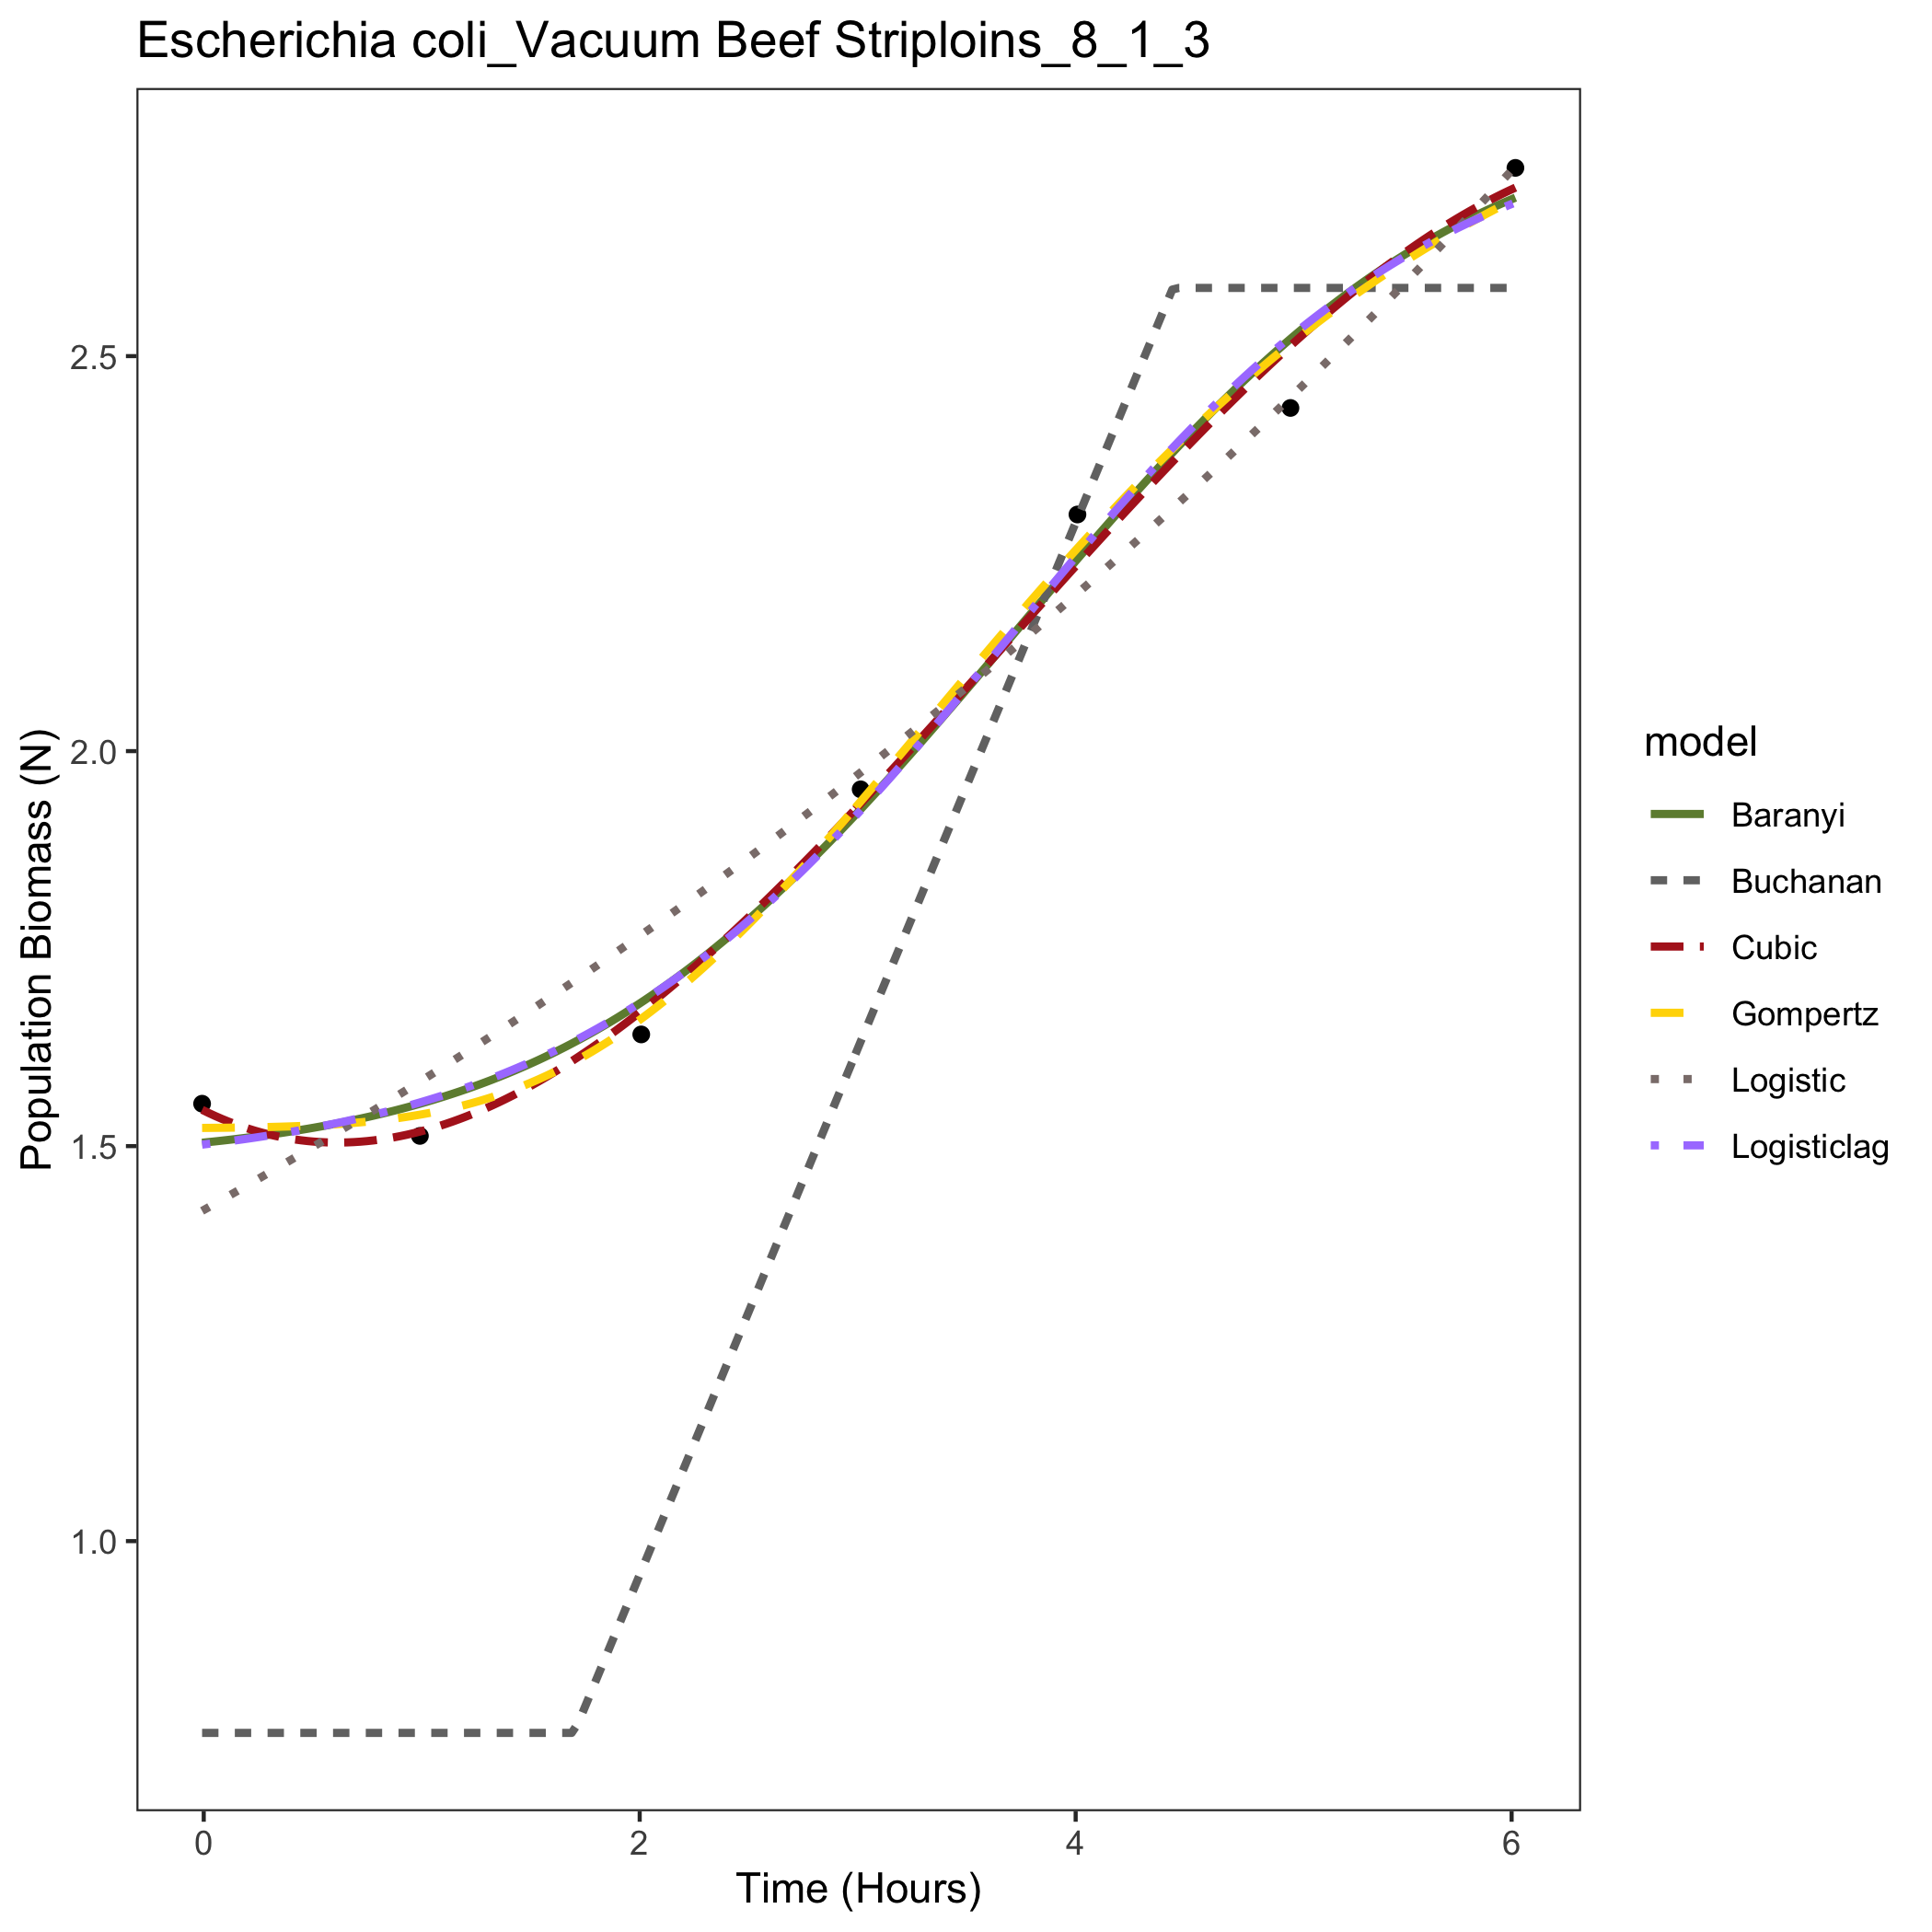 Escherichia coli_Vacuum Beef Striploins_8_1_3
Population Biomass (N)
2.5
2.0
1.5
1.0
0
2
4
6
Time (Hours)
model
Baranyi
Buchanan
Cubic
Gompertz
Logistic
Logisticlag